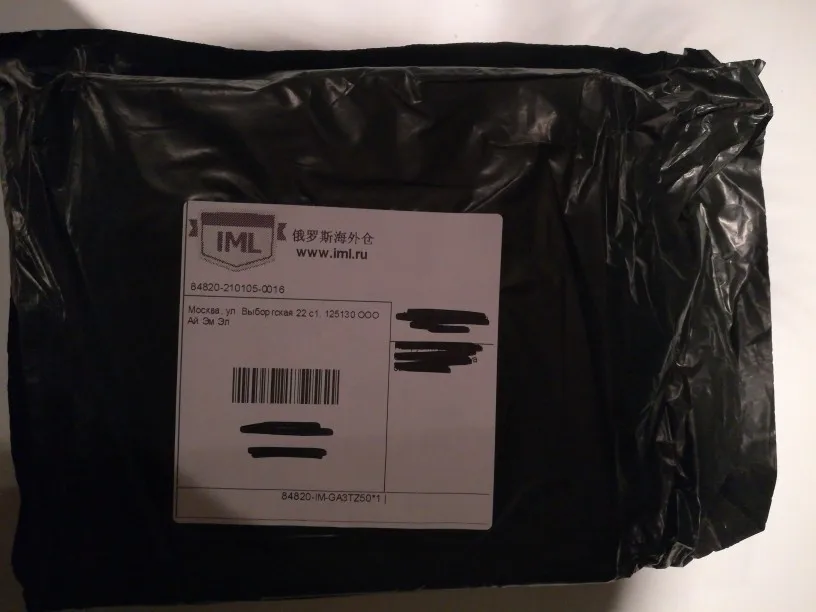 IML
俄罗斯海外仓
www.iml.ru
84820-210105-0016
Москва, ул. Выборгская 22 с1, 125130 ООО
Ай Эм Эл
84820-IM-GA3TZ50*1